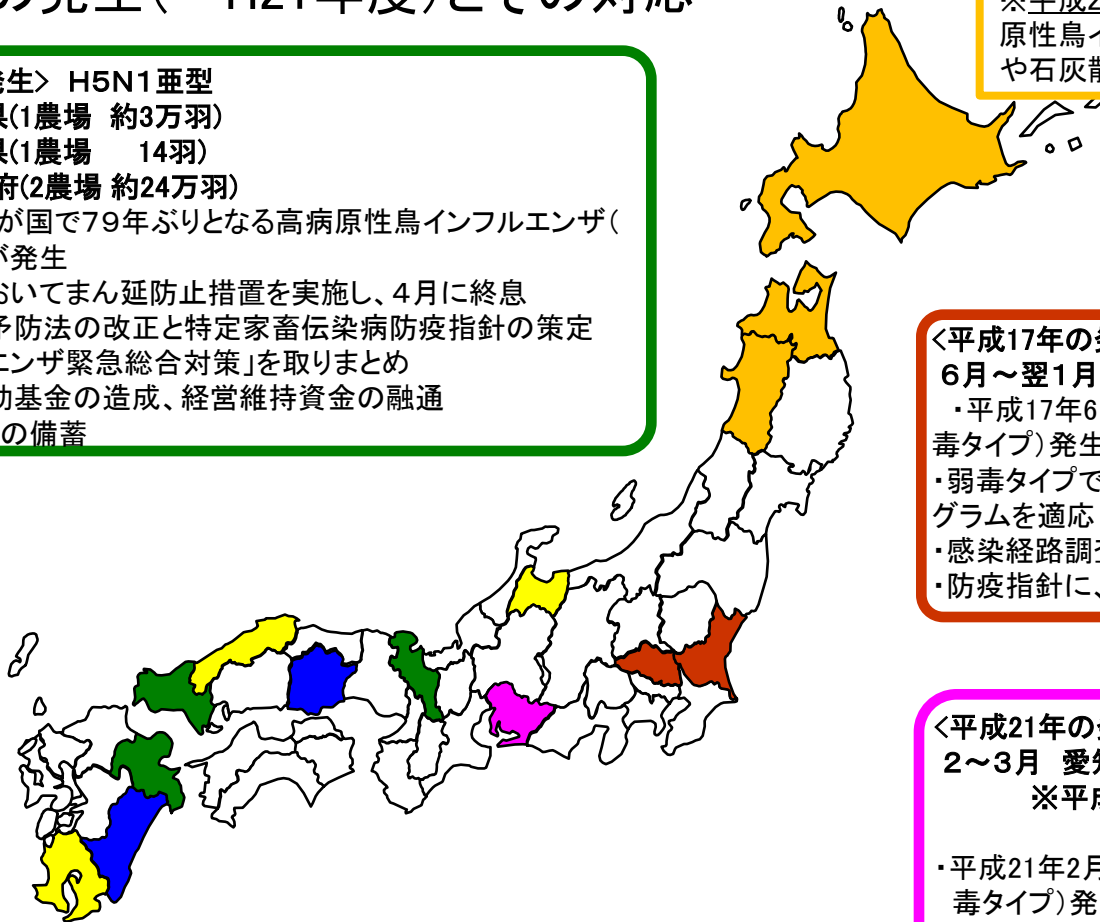 の発生(～H21年度)とその対応
※平成2
原性鳥イ
や石灰散
生> Ｈ５Ｎ１亜型
県(1農場 約3万羽)
県(1農場 14羽)
府(2農場 約24万羽)
が国で７９年ぶりとなる高病原性鳥インフルエンザ(
が発生
おいてまん延防止措置を実施し、４月に終息
予防法の改正と特定家畜伝染病防疫指針の策定
エンザ緊急総合対策」を取りまとめ
助基金の造成、経営維持資金の融通
の備蓄
<平成17年の発
６月～翌１月
・平成17年6
毒タイプ)発生
・弱毒タイプで
グラムを適応
・感染経路調査
・防疫指針に、
<平成21年の発
２～３月 愛知
※平成
・平成21年2月
毒タイプ)発